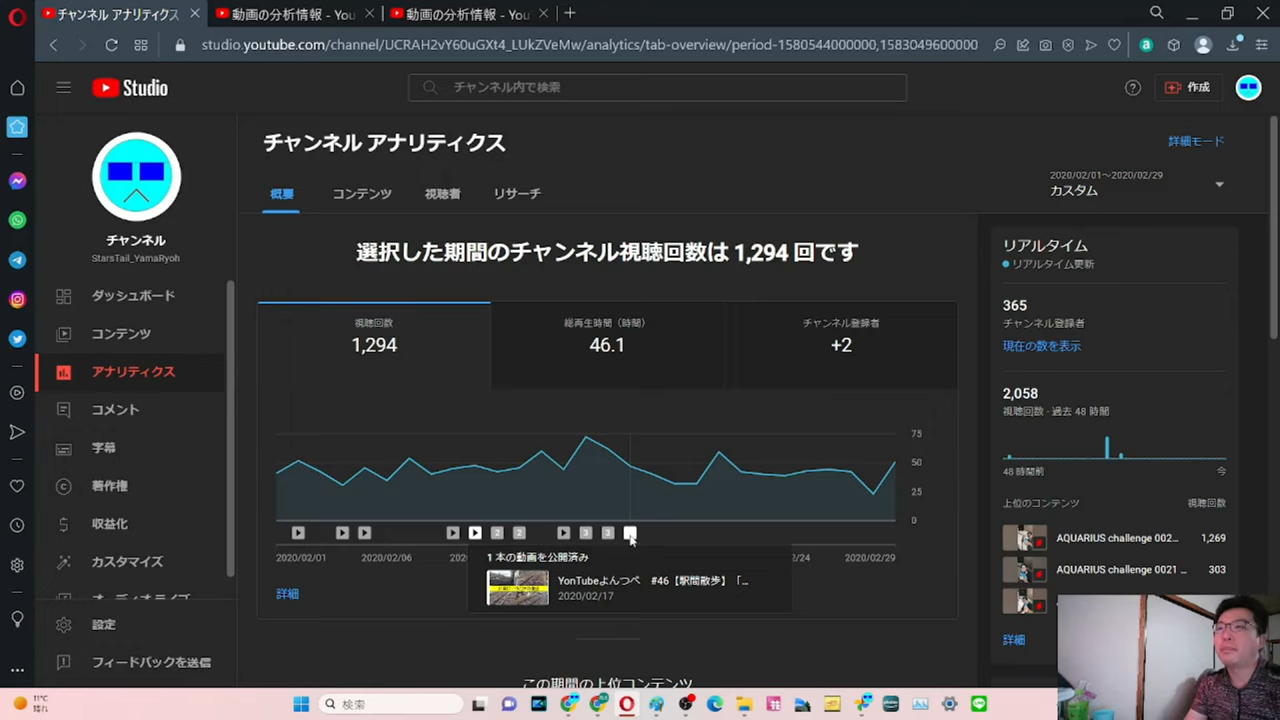 チャンネル アナリティクス
動画の分析情報 - You
動画の分析情報 - You
studio.youtube.com/channel/UCRAH2vY60uGXt4_LUkZVeMw/analytics/tab-overview/period-1580544000000,1583049600000
Studio
チャンネル内で検索
作成
チャンネル アナリティクス
詳細モード
概要
コンテンツ
視聴者
リサーチ
2020/02/01～2020/02/29
カスタム
チャンネル
StarsTail_YamaRyoh
ダッシュボード
コンテンツ
アナリティクス
コメント
字幕
著作権
収益化
カスタマイズ
オーディオライブ
設定
フィードバックを送信
選択した期間のチャンネル視聴回数は 1,294 回です
視聴回数
1,294
総再生時間（時間）
46.1
チャンネル登録者
+2
75
50
25
0
2
2
3
3
2020/02/01
2020/02/06
/24
2020/02/29
1 本の動画を公開済み
YonTubeよんつべ #46【駅間散歩】「...
2020/02/17
詳細
この期間の上位コンテンツ
リアルタイム
リアルタイム更新
365
チャンネル登録者
現在の数を表示
2,058
視聴回数・過去 48 時間
48 時間前
今
上位のコンテンツ
視聴回数
AQUARIUS challenge 002...
1,269
AQUARIUS challenge 0021 ...
303
詳細
11°C
晴れ
検索